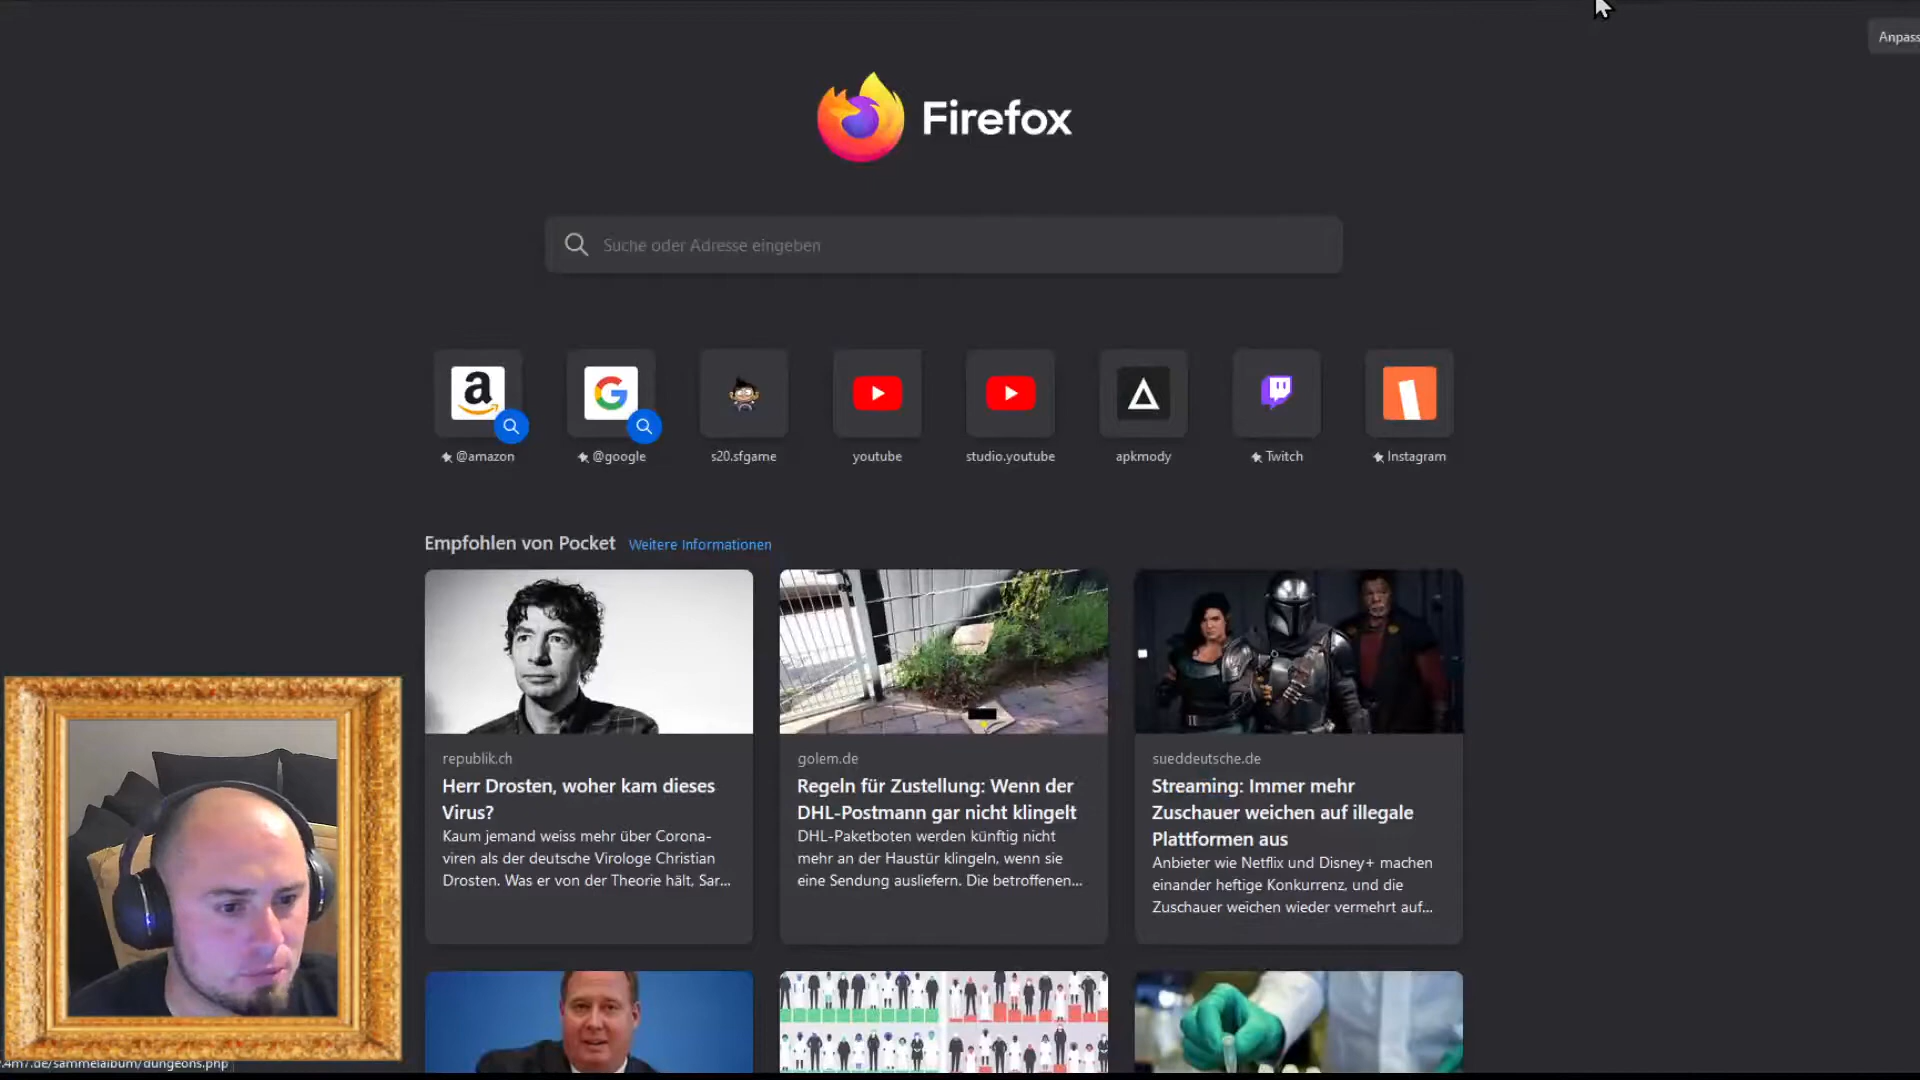 Anpass
Firefox
Suche oder Adresse eingeben
@amazon
@google
s20.sfgame
youtube
studio.youtube
apkmody
Twitch
Instagram
Empfohlen von Pocket Weitere Informationen
republik.ch
Herr Drosten, woher kam dieses
Virus?
Kaum jemand weiss mehr über Corona-
viren als der deutsche Virologe Christian
Drosten. Was er von der Theorie hält, Sar...
golem.de
Regeln für Zustellung: Wenn der
DHL-Postmann gar nicht klingelt
DHL-Paketboten werden künftig nicht
mehr an der Haustür klingeln, wenn sie
eine Sendung ausliefern. Die betroffenen...
sueddeutsche.de
Streaming: Immer mehr
Zuschauer weichen auf illegale
Plattformen aus
Anbieter wie Netflix und Disney+ machen
einander heftige Konkurrenz, und die
Zuschauer weichen wieder vermehrt auf...
.4m7.de/sammelalbum/dungeons.php